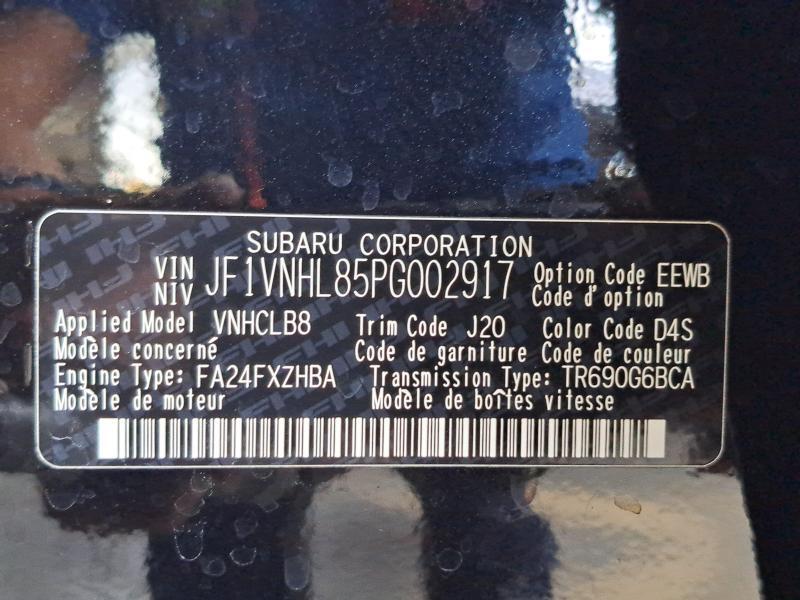 SUBARU CORPORATION
VIN JF1VNHL85PG002917 Option Code EEWB
NIV Code d'option
Applied Model VNHCLB8 Trim Code J20 Color Code D4S
Modèle concerné Code de garniture Code de couleur
Engine Type: FA24FXZHBA Transmission Type: TR690G6BCA
Modèle de moteur Modèle de boîtes vitesse